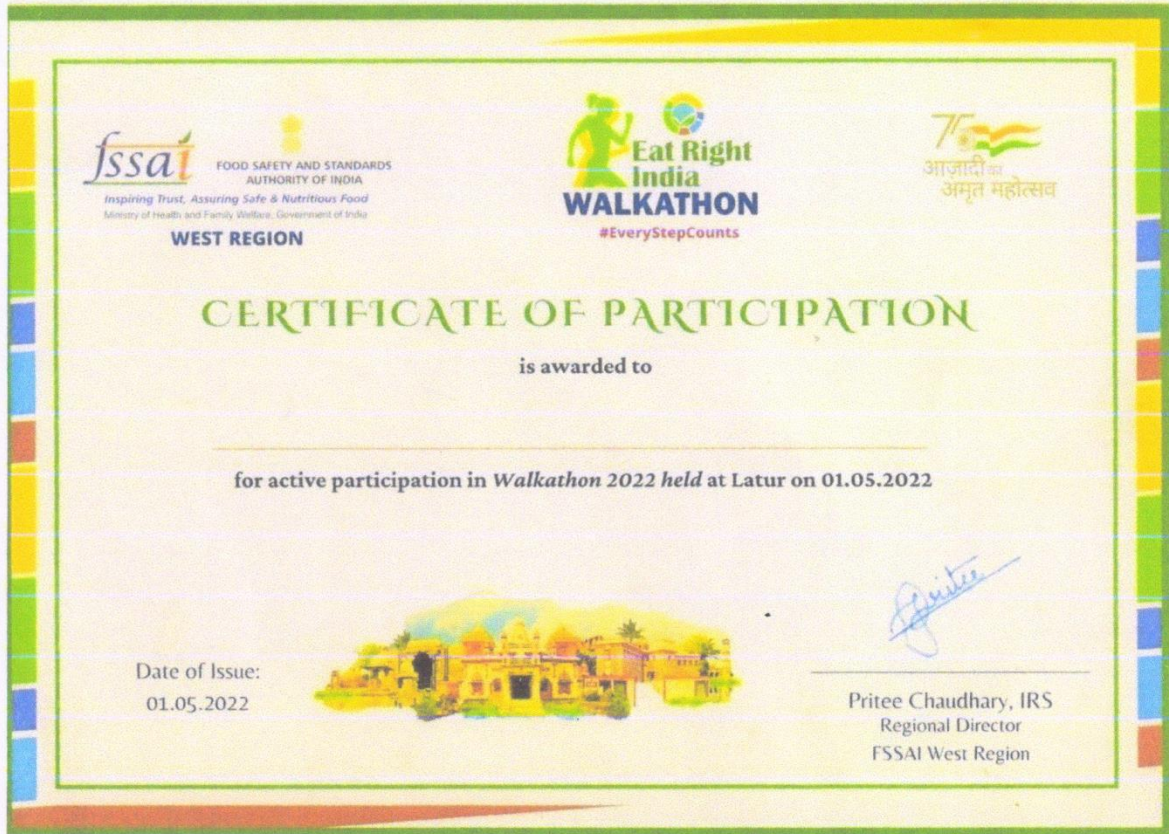 fssai
FOOD SAFETY AND STANDARDS
AUTHORITY OF INDIA
Inspiring Trust, Assuring Safe & Nutritious Food
Ministry of Health and Family Welfare, Government of India
WEST REGION
Eat Right
India
WALKATHON
#EveryStepCounts
75
आज़ादी का
अमृत महोत्सव
CERTIFICATE OF PARTICIPATION
is awarded to
for active participation in Walkathon 2022 held at Latur on 01.05.2022
Date of Issue:
01.05.2022
Pritee
Pritee Chaudhary, IRS
Regional Director
FSSAI West Region